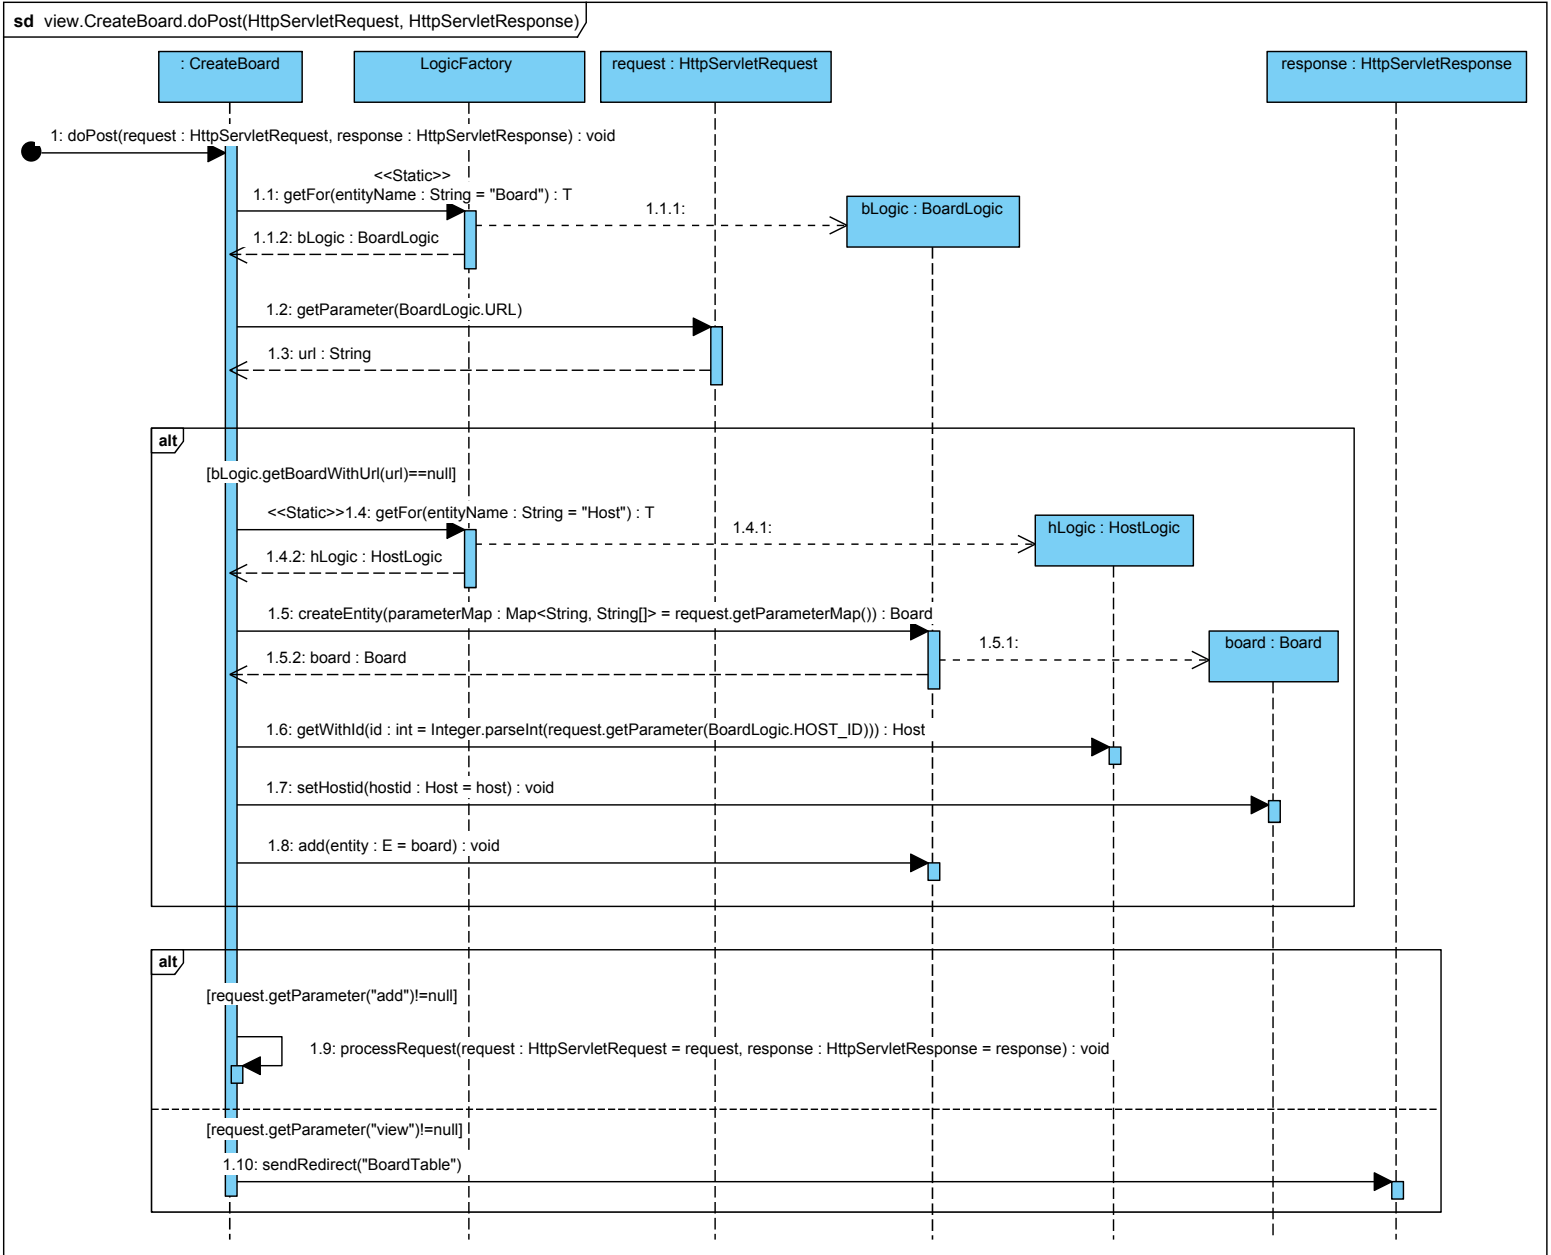 sd view.CreateBoard.doPost(HttpServletRequest, HttpServletResponse)
: CreateBoard
LogicFactory
request : HttpServletRequest
response : HttpServletResponse
1: doPost(request : HttpServletRequest, response : HttpServletResponse) : void
<<Static>>
1.1: getFor(entityName : String = "Board") : T
1.1.1:
bLogic : BoardLogic
1.1.2: bLogic : BoardLogic
1.2: getParameter(BoardLogic.URL)
1.3: url : String
alt
[bLogic.getBoardWithUrl(url)==null]
<<Static>>1.4: getFor(entityName : String = "Host") : T
1.4.1:
hLogic : HostLogic
1.4.2: hLogic : HostLogic
1.5: createEntity(parameterMap : Map<String, String[]> = request.getParameterMap()) : Board
1.5.1:
board : Board
1.5.2: board : Board
1.6: getWithId(id : int = Integer.parseInt(request.getParameter(BoardLogic.HOST_ID))) : Host
1.7: setHostid(hostid : Host = host) : void
1.8: add(entity : E = board) : void
alt
[request.getParameter("add")!=null]
1.9: processRequest(request : HttpServletRequest = request, response : HttpServletResponse = response) : void
[request.getParameter("view")!=null]
1.10: sendRedirect("BoardTable")